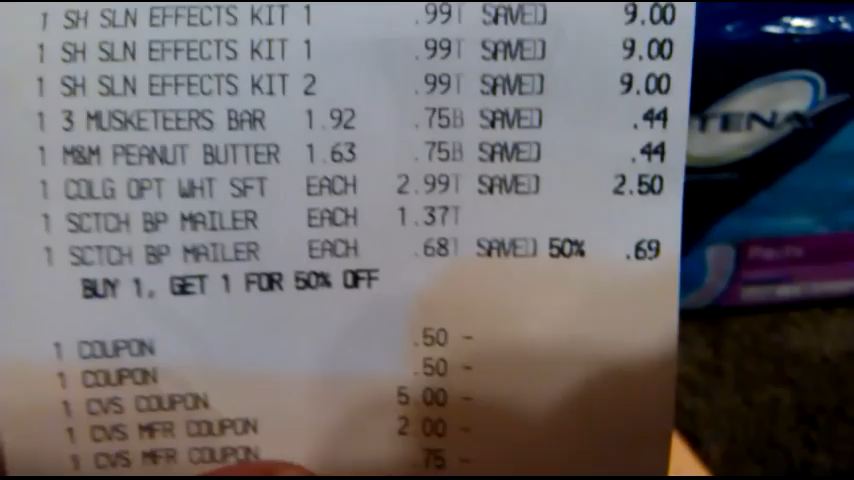 1 SH SLN EFFECTS KIT 1 .99T SAVED 9.00
1 SH SLN EFFECTS KIT 1 .99T SAVED 9.00
1 SH SLN EFFECTS KIT 2 .99T SAVED 9.00
1 3 MUSKETEERS BAR 1.92 .75B SAVED .44
1 M&M PEANUT BUTTER 1.63 .75B SAVED .44
1 COLG OPT WHT SFT EACH 2.99T SAVED 2.50
1 SCTCH BP MAILER EACH 1.37T
1 SCTCH BP MAILER EACH .68T SAVED 50% .69
BUY 1, GET 1 FOR 50% OFF
1 COUPON .50 -
1 COUPON .50 -
1 CVS COUPON 5.00 -
1 CVS MFR COUPON 2.00 -
1 CVS MFR COUPON .75 -
TENA